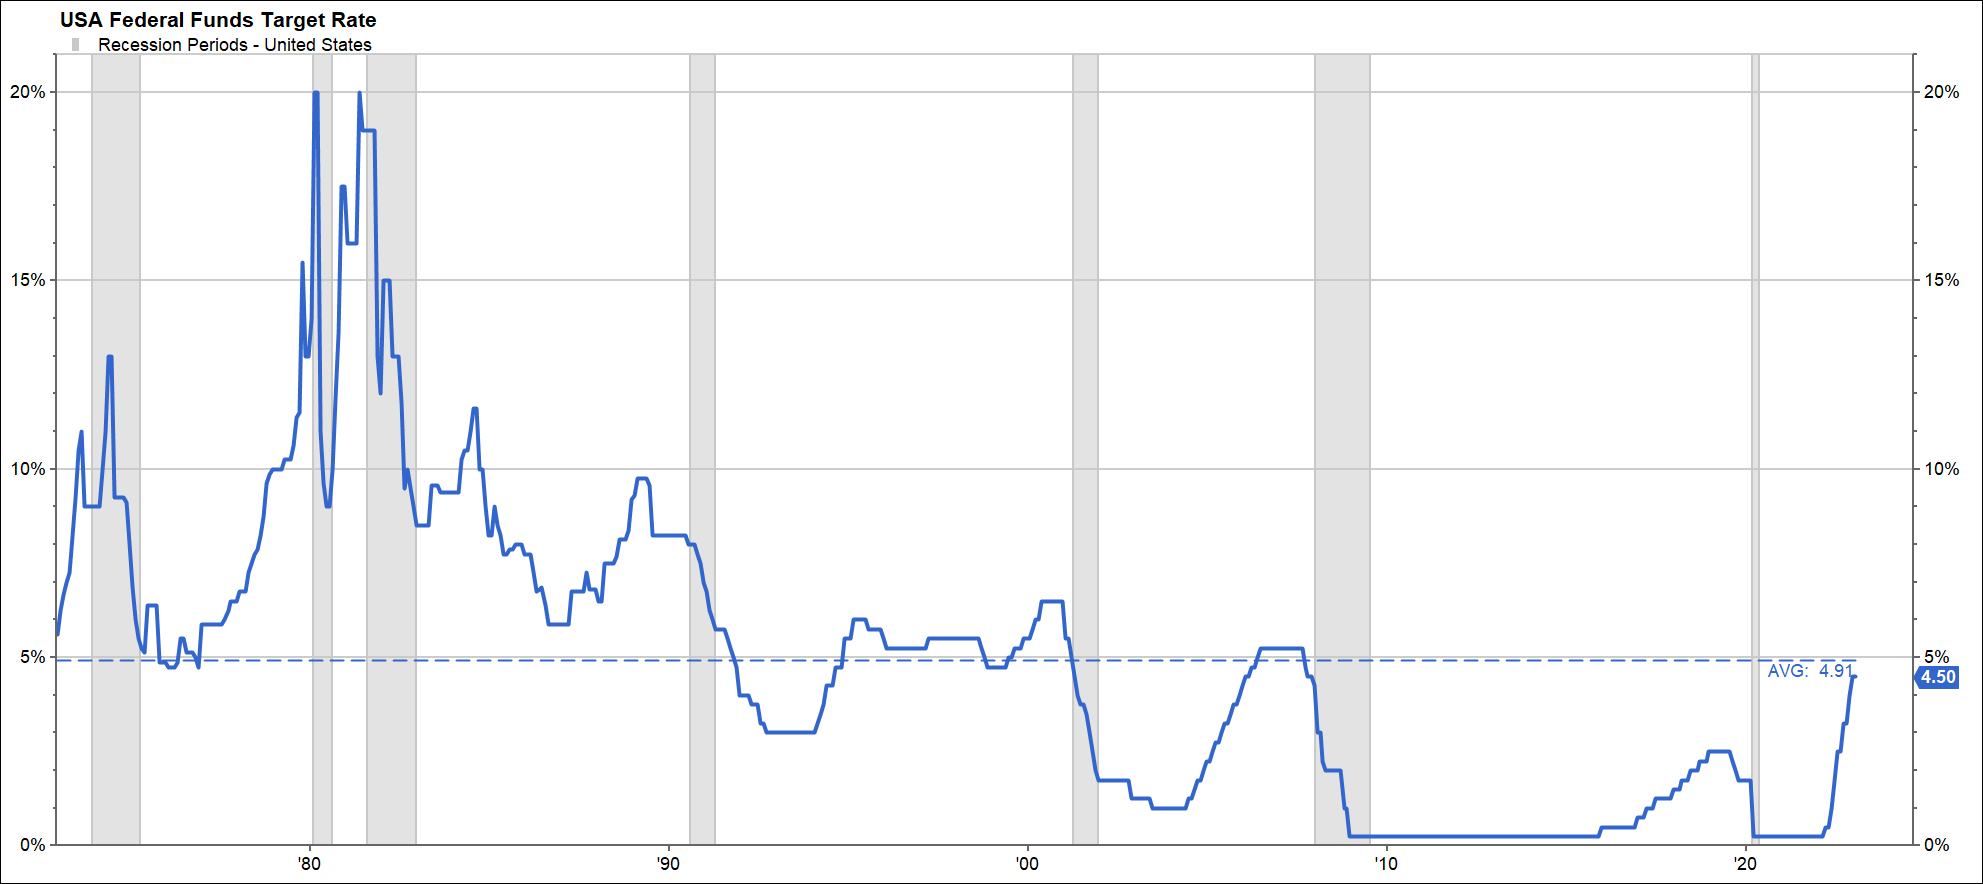 USA Federal Funds Target Rate
Recession Periods - United States
20% 20%
15% 15%
10% 10%
5% 5%
AVG: 4.91
4.50
0% 0%
'80 '90 '00 '10 '20